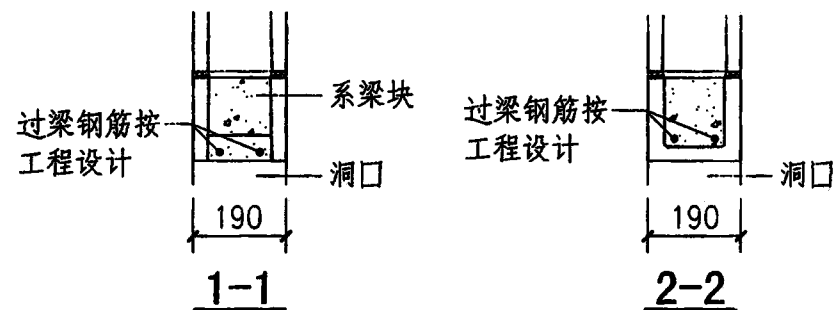 系梁块
过梁钢筋按
工程设计
洞口
190
1-1
过梁钢筋按
工程设计
洞口
190
2-2